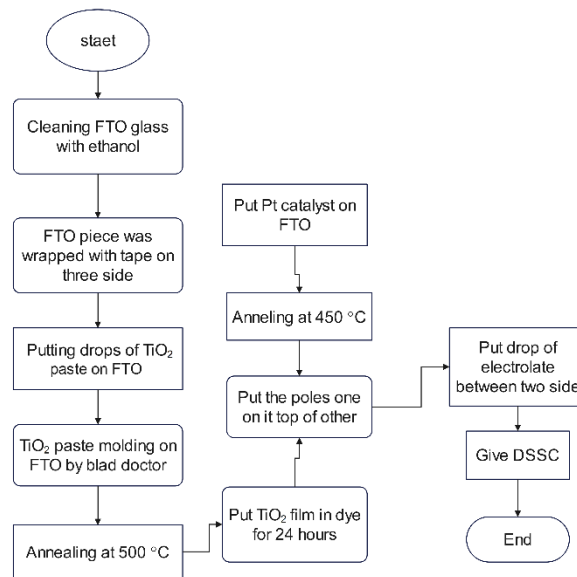 staet
Cleaning FTO glass
with ethanol
FTO piece was
wrapped with tape on
three side
Putting drops of TiO₂
paste on FTO
TiO₂ paste molding on
FTO by blad doctor
Annealing at 500 °C
Put TiO₂ film in dye
for 24 hours
Put Pt catalyst on
FTO
Anneling at 450 °C
Put the poles one
on it top of other
Put drop of
electrolate
between two side
Give DSSC
End